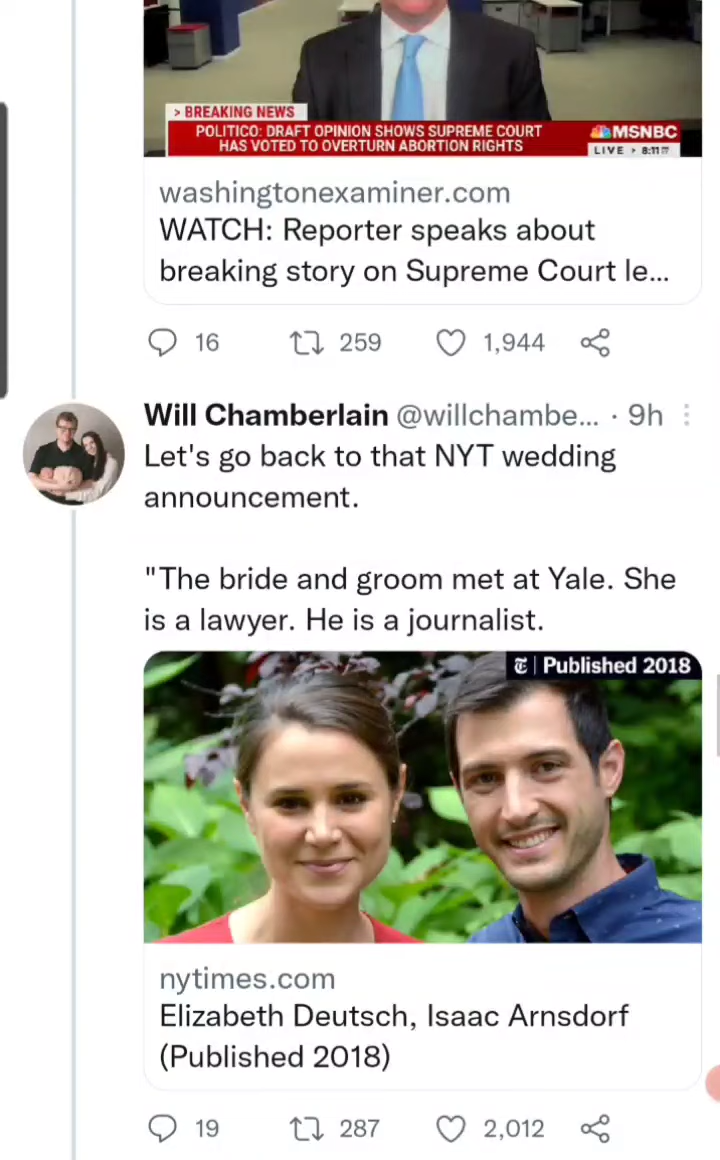 > BREAKING NEWS
POLITICO: DRAFT OPINION SHOWS SUPREME COURT
HAS VOTED TO OVERTURN ABORTION RIGHTS
MSNBC
LIVE > 8:11 PT
washingtonexaminer.com
WATCH: Reporter speaks about
breaking story on Supreme Court le...
16 259 1,944
Will Chamberlain @willchambe... · 9h
Let's go back to that NYT wedding
announcement.
"The bride and groom met at Yale. She
is a lawyer. He is a journalist.
T | Published 2018
nytimes.com
Elizabeth Deutsch, Isaac Arnsdorf
(Published 2018)
19 287 2,012